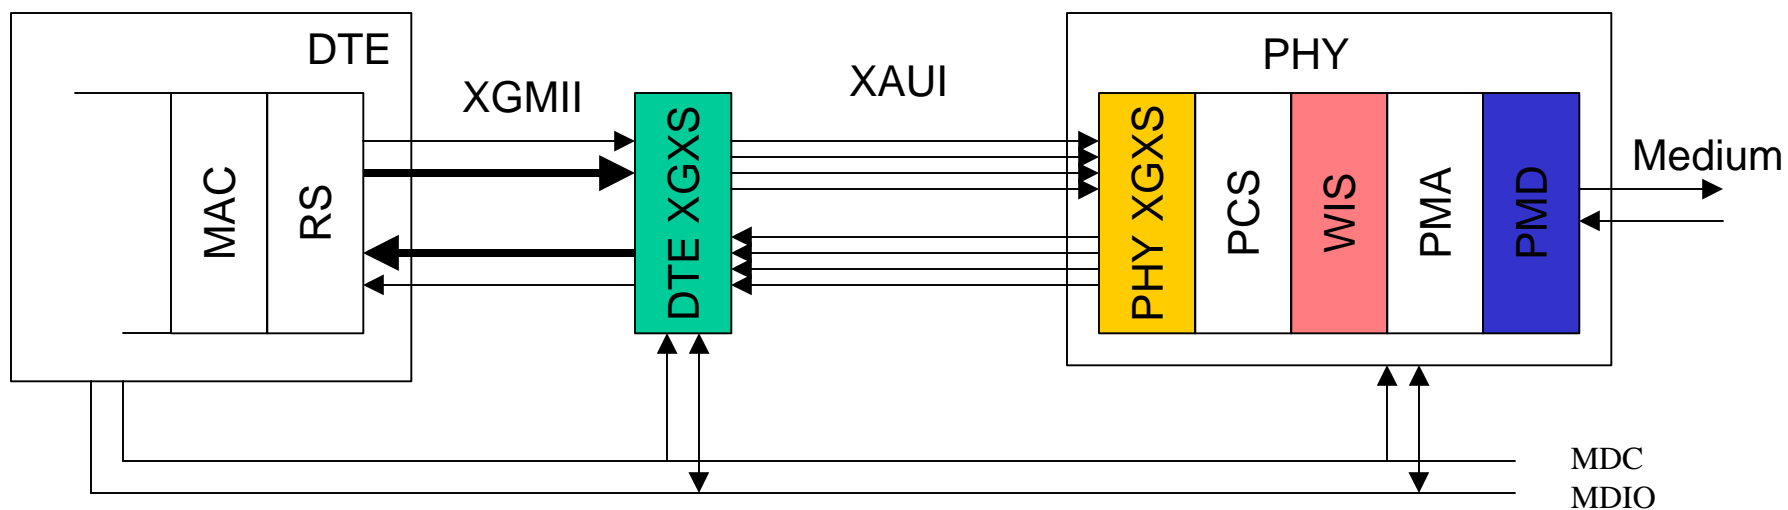 DTE
XGMII
XAUI
PHY
MAC
RS
DTE XGXS
PHY XGXS
PCS
WIS
PMA
PMD
Medium
MDC
MDIO